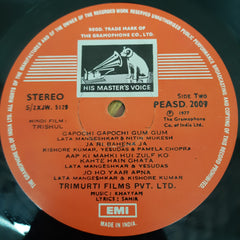 REGD. TRADE MARK OF
THE GRAMOPHONE CO. LTD.
HIS MASTER'S VOICE
STEREO
Side Two
PEASD. 2009
℗ 1977
The Gramophone
Co. of India Ltd.
HINDI FILM:
TRISHUL
GAPOCHI GAPOCHI GUM GUM
LATA MANGESHKAR & NITIN MUKESH
JA RI BAHENA JA
KISHORE KUMAR, YESUDAS & PAMELA CHOPRA
AAP KI MAHKI HUI ZULF KO
KAHTE HAIN GHATA
LATA MANGESHKAR & YESUDAS
JO HO YAAR APNA
LATA MANGESHKAR & KISHORE KUMAR
TRIMURTI FILMS PVT. LTD.
MUSIC: KHAYYAM
LYRICS: SAHIR
EMI
MADE IN INDIA.